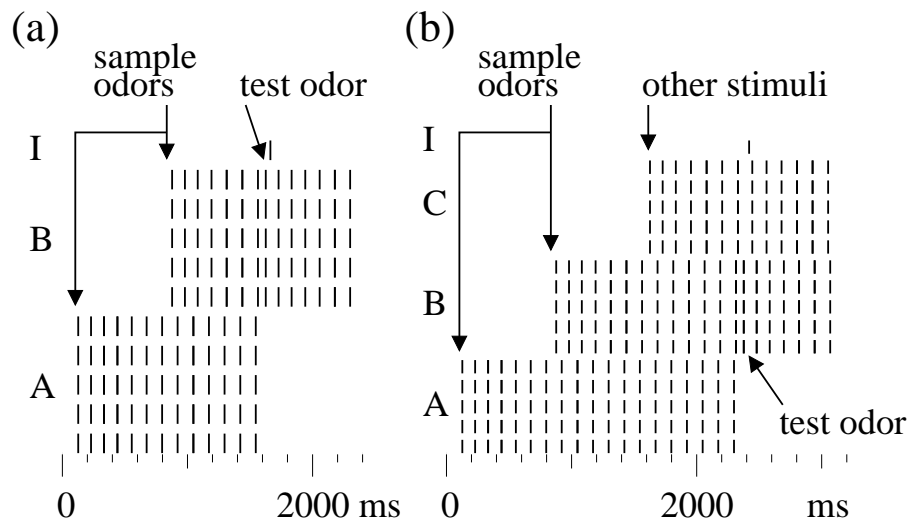 (a)
sample
odors
test odor
I
B
A
0
2000 ms
(b)
sample
odors
other stimuli
I
C
B
A
test odor
0
2000
ms